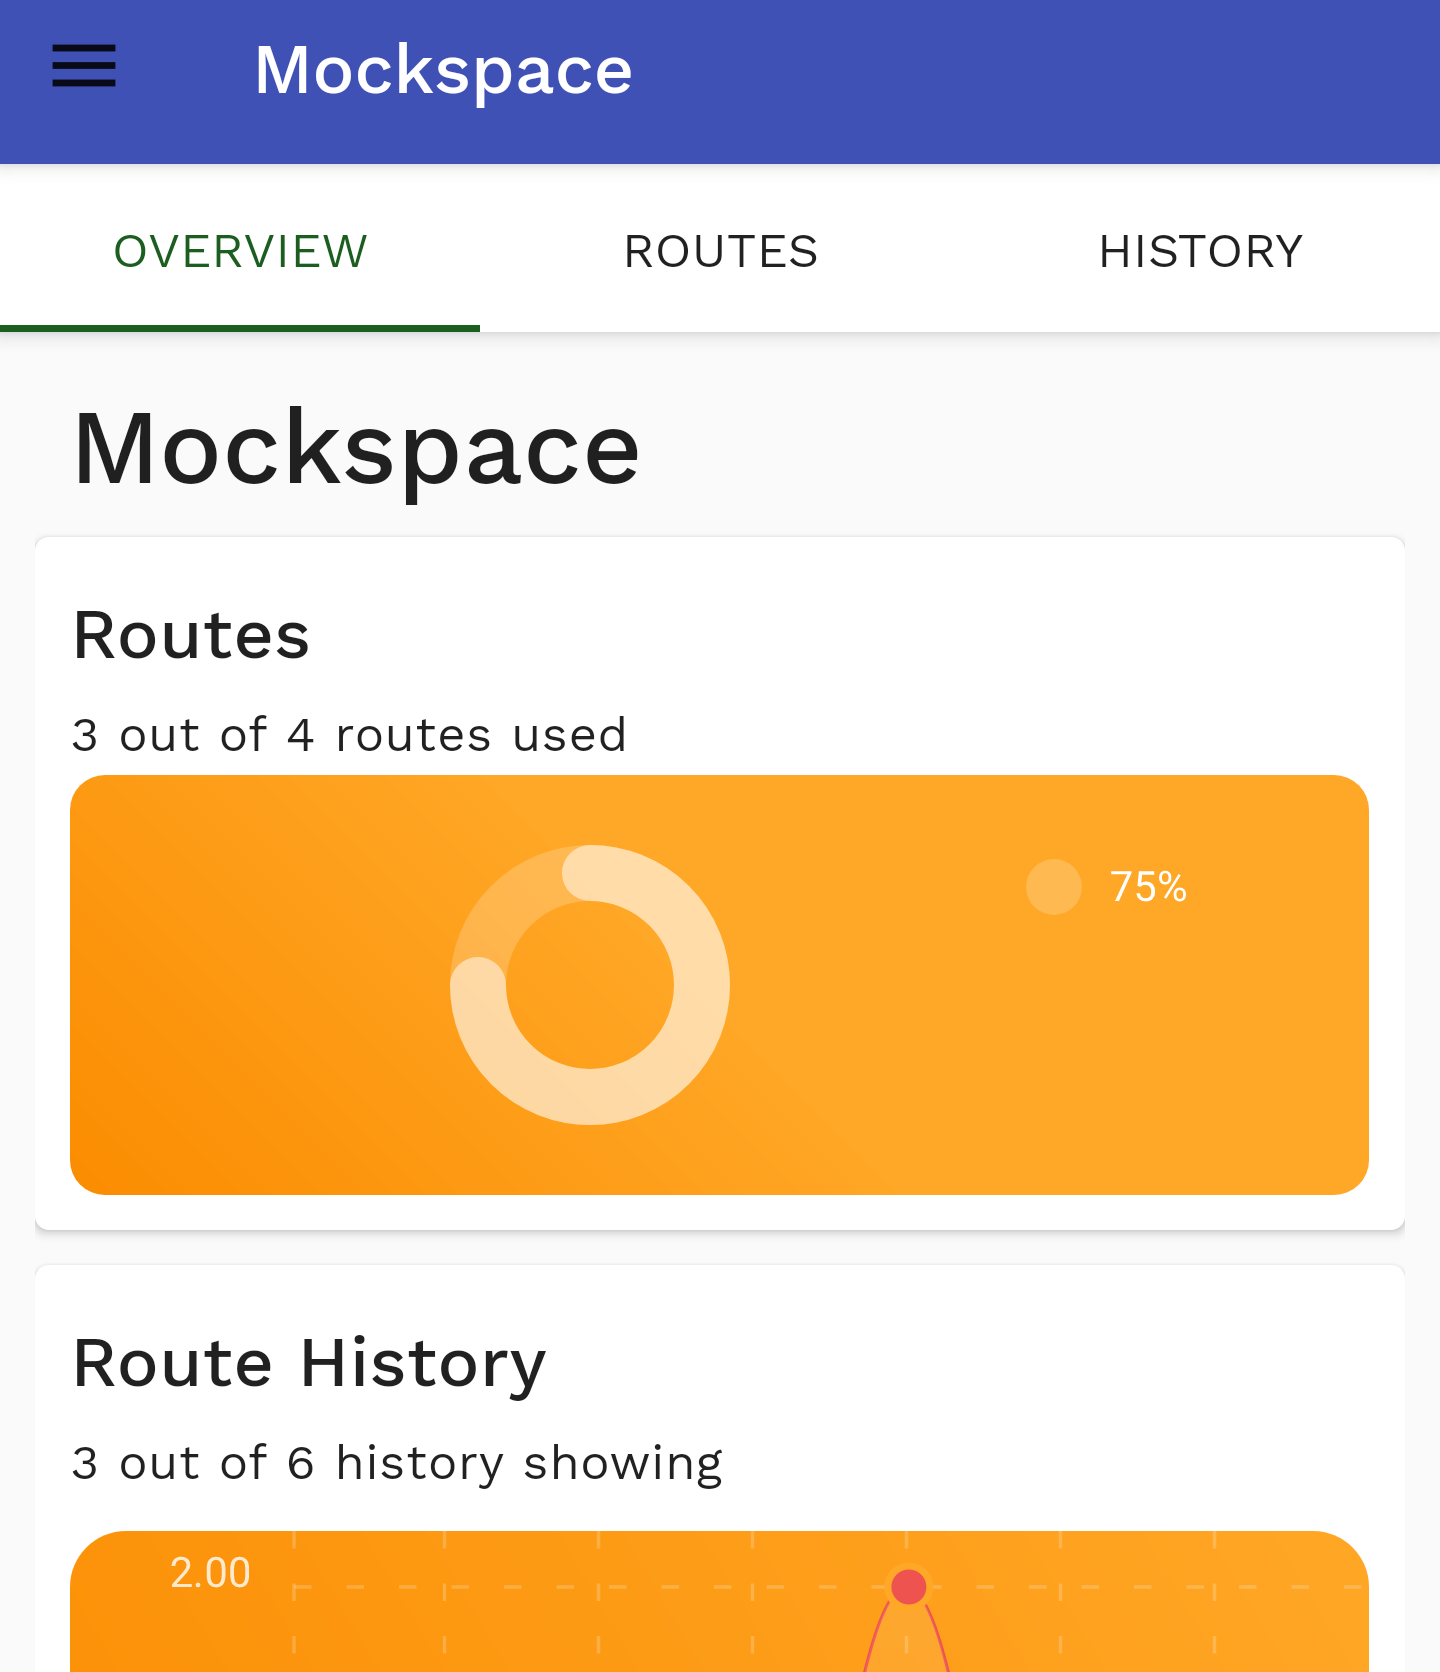 Mockspace
OVERVIEW ROUTES HISTORY
Mockspace
Routes
3 out of 4 routes used
75%
Route History
3 out of 6 history showing
2.00